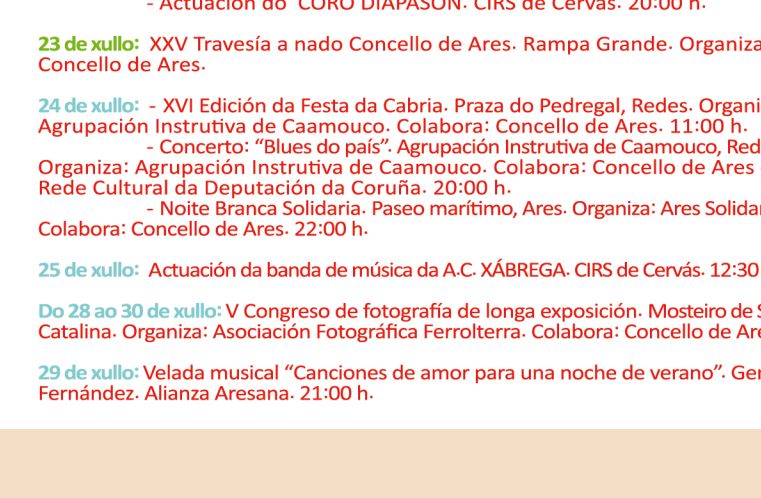 - Actuación do CORO DIAPASÓN. CIRS de Cervás. 20:00 h.
23 de xullo: XXV Travesía a nado Concello de Ares. Rampa Grande. Organiza
Concello de Ares.
24 de xullo: - XVI Edición da Festa da Cabria. Praza do Pedregal, Redes. Organi
Agrupación Instrutiva de Caamouco. Colabora: Concello de Ares. 11:00 h.
- Concerto: “Blues do país”. Agrupación Instrutiva de Caamouco, Red
Organiza: Agrupación Instrutiva de Caamouco. Colabora: Concello de Ares
Rede Cultural da Deputación da Coruña. 20:00 h.
- Noite Branca Solidaria. Paseo marítimo, Ares. Organiza: Ares Solida
Colabora: Concello de Ares. 22:00 h.
25 de xullo: Actuación da banda de música da A.C. XÁBREGA. CIRS de Cervás. 12:30
Do 28 ao 30 de xullo: V Congreso de fotografía de longa exposición. Mosteiro de S
Catalina. Organiza: Asociación Fotográfica Ferrolterra. Colabora: Concello de Are
29 de xullo: Velada musical “Canciones de amor para una noche de verano”. Ger
Fernández. Alianza Aresana. 21:00 h.